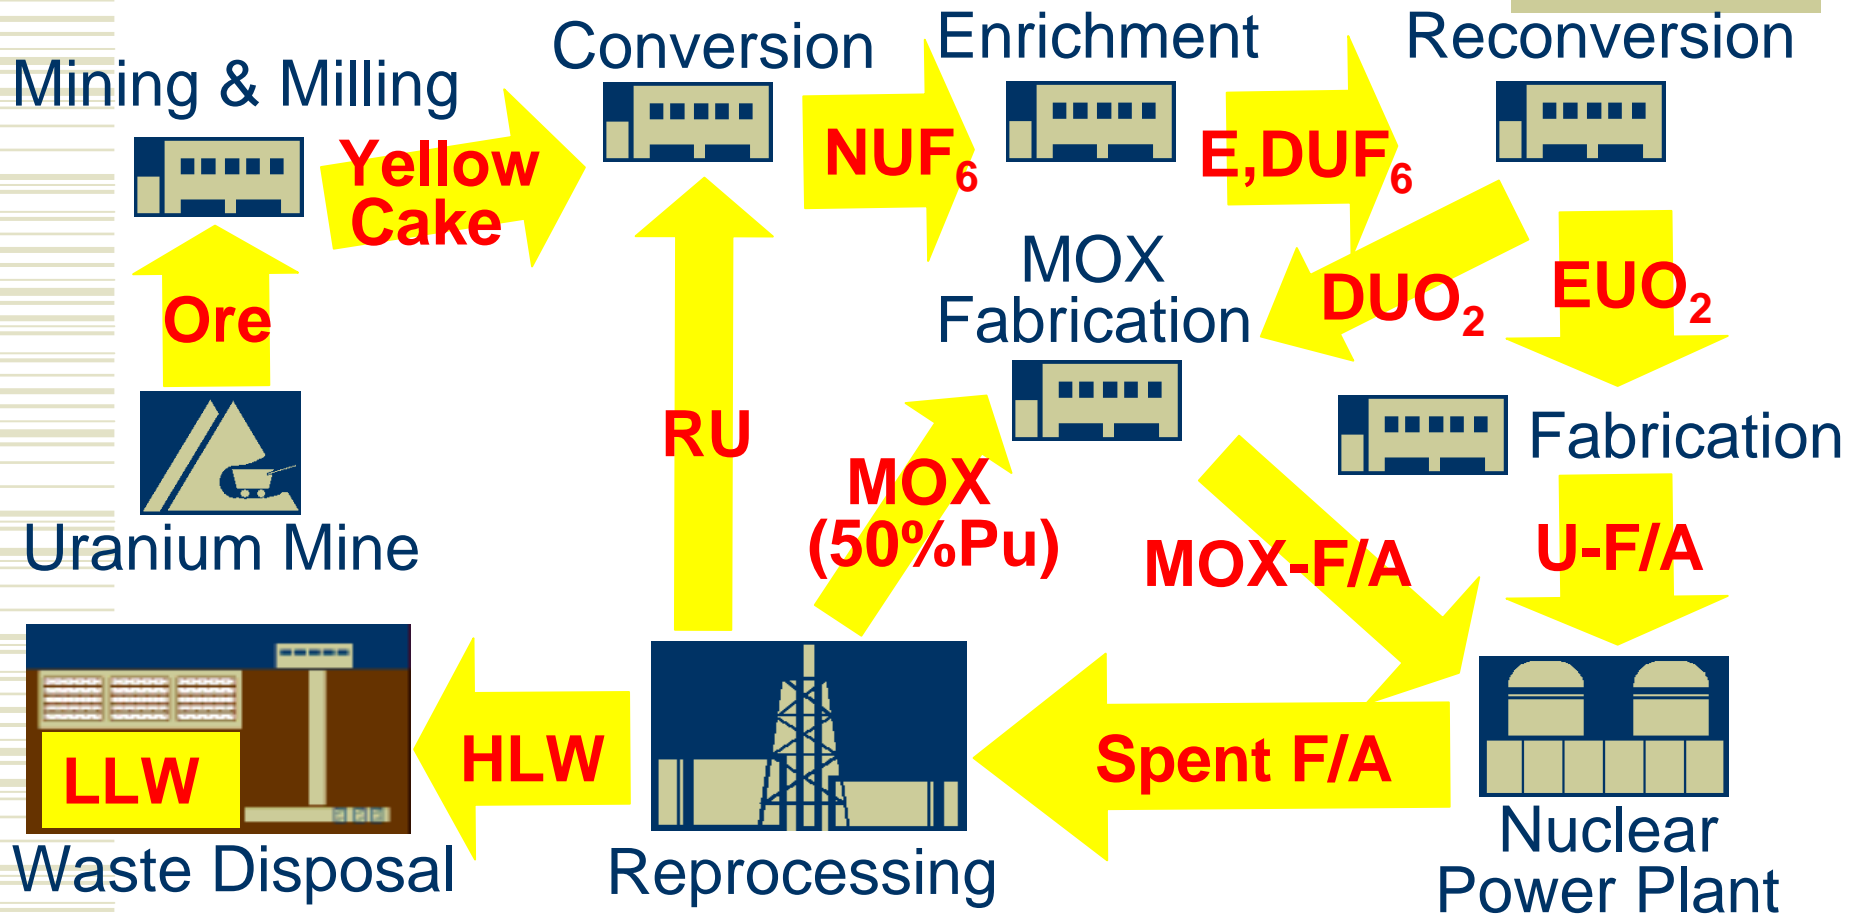 Mining & Milling
Conversion
Enrichment
Reconversion
Yellow
Cake
NUF₆
E,DUF₆
Ore
RU
MOX
Fabrication
DUO₂
EUO₂
Uranium Mine
MOX
(50%Pu)
Fabrication
MOX-F/A
U-F/A
LLW
HLW
Spent F/A
Waste Disposal
Reprocessing
Nuclear
Power Plant